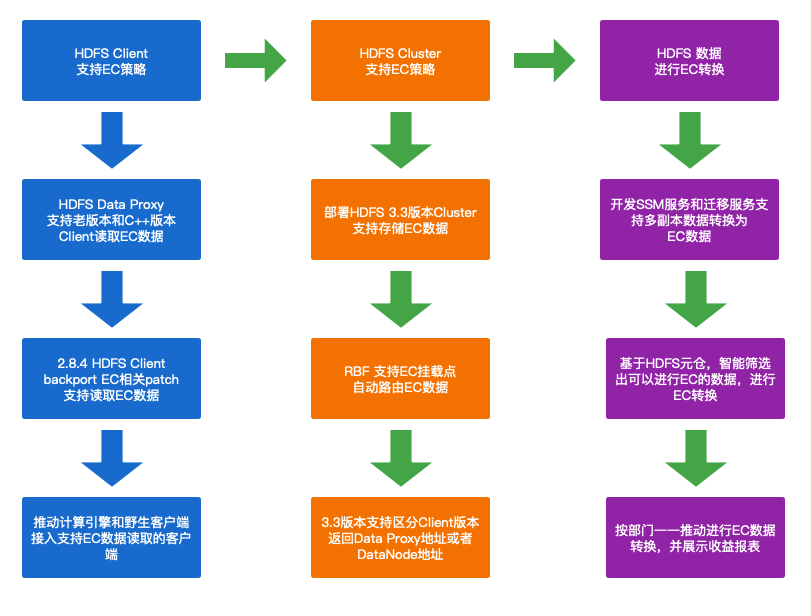 HDFS Client
支持EC策略
HDFS Cluster
支持EC策略
HDFS 数据
进行EC转换
HDFS Data Proxy
支持老版本和C++版本
Client读取EC数据
部署HDFS 3.3版本Cluster
支持存储EC数据
开发SSM服务和迁移服务支
持多副本数据转换为
EC数据
2.8.4 HDFS Client
backport EC相关patch
支持读取EC数据
RBF 支持EC挂载点
自动路由EC数据
基于HDFS元仓，智能筛选
出可以进行EC的数据，进行
EC转换
推动计算引擎和野生客户端
接入支持EC数据读取的客户
端
3.3版本支持区分Client版本
返回Data Proxy地址或者
DataNode地址
按部门一一推动进行EC数据
转换，并展示收益报表